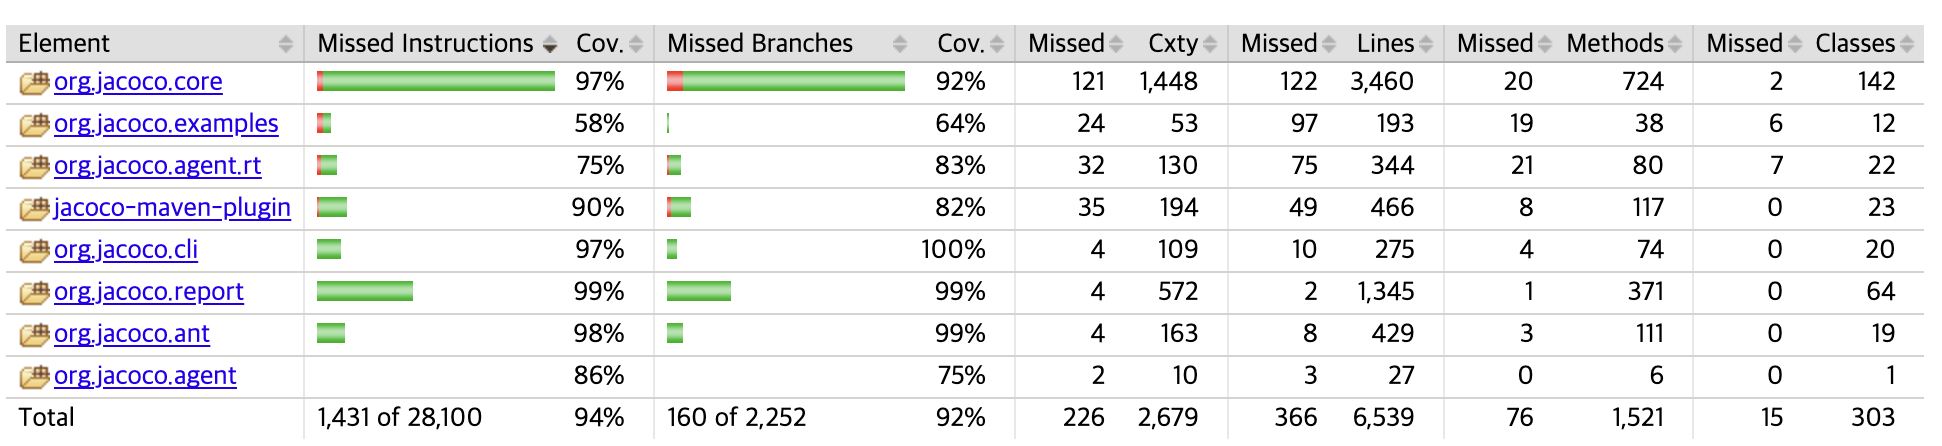 Element Missed Instructions Cov. Missed Branches Cov. Missed Cxty Missed Lines Missed Methods Missed Classes
org.jacoco.core 97% 92% 121 1,448 122 3,460 20 724 2 142
org.jacoco.examples 58% 64% 24 53 97 193 19 38 6 12
org.jacoco.agent.rt 75% 83% 32 130 75 344 21 80 7 22
jacoco-maven-plugin 90% 82% 35 194 49 466 8 117 0 23
org.jacoco.cli 97% 100% 4 109 10 275 4 74 0 20
org.jacoco.report 99% 99% 4 572 2 1,345 1 371 0 64
org.jacoco.ant 98% 99% 4 163 8 429 3 111 0 19
org.jacoco.agent 86% 75% 2 10 3 27 0 6 0 1
Total 1,431 of 28,100 94% 160 of 2,252 92% 226 2,679 366 6,539 76 1,521 15 303